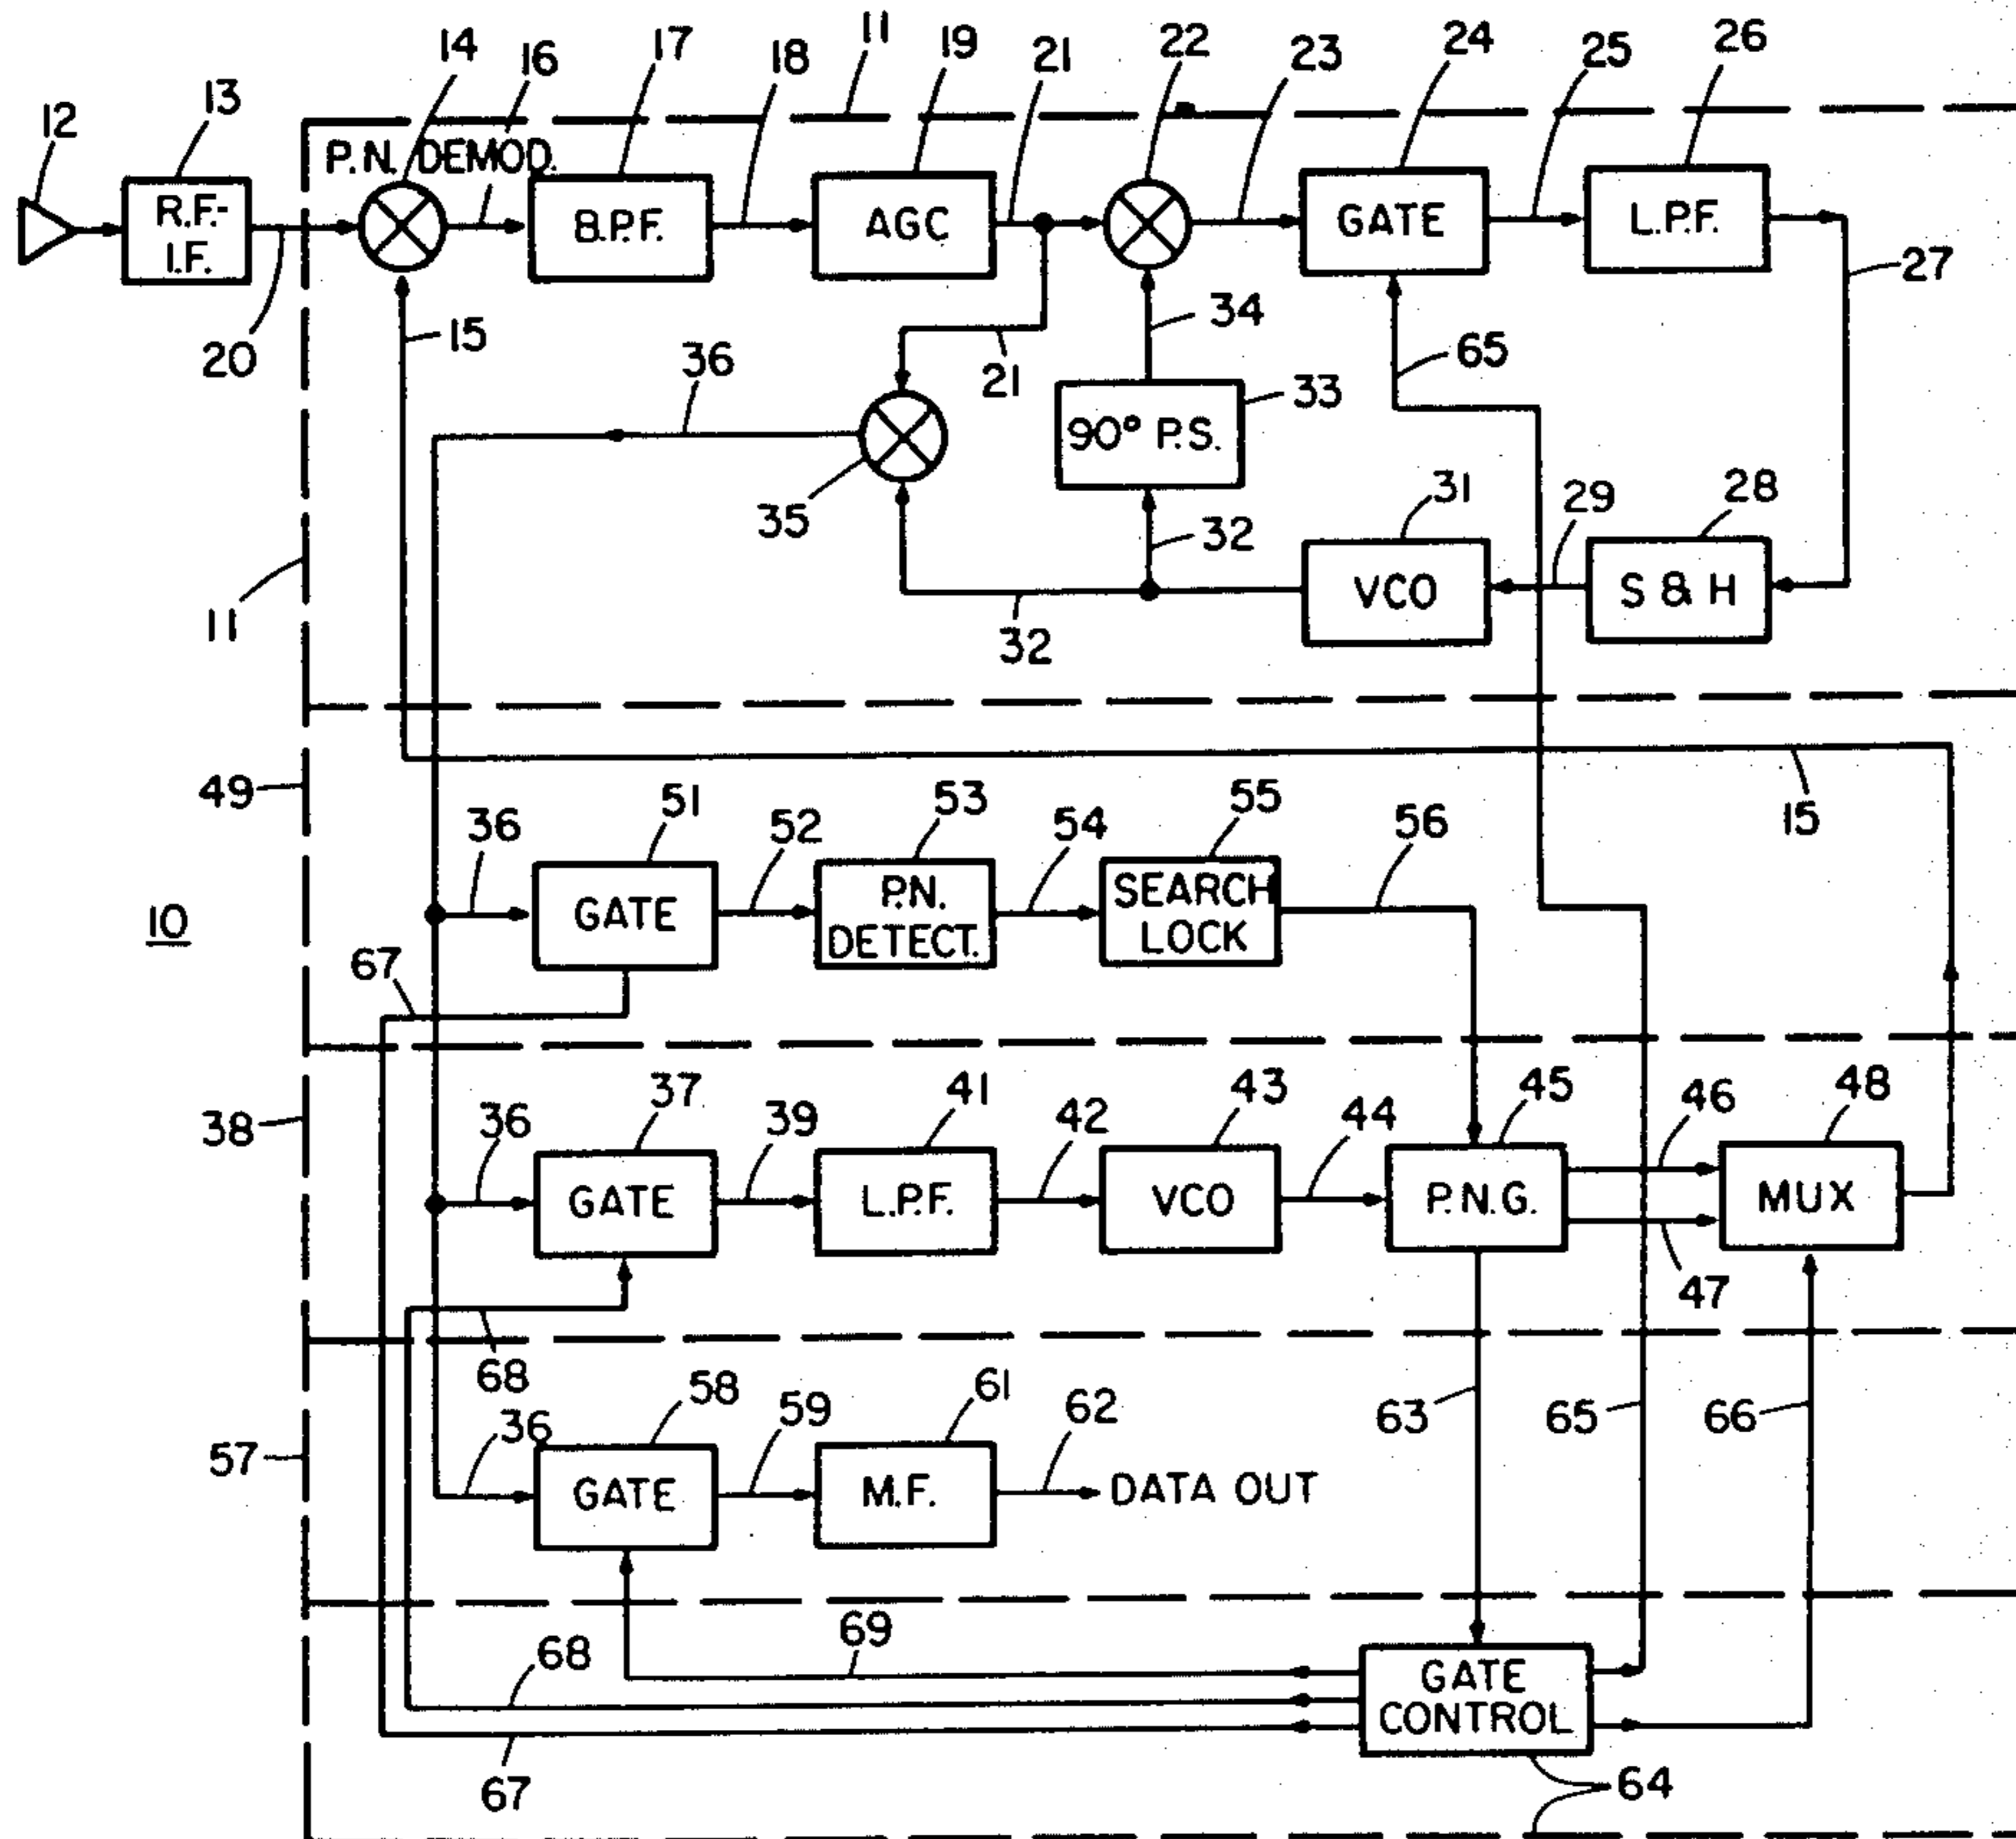 11
14
16
17
18
19
21
22
23
24
25
26
12
13
P.N. DEMOD.
R.F.-
I.F.
B.P.F.
AGC
GATE
L.P.F.
27
20
15
36
21
34
65
33
90° P.S.
35
32
31
29
28
VCO
S & H
11
32
49
15
36
51
52
53
54
55
56
GATE
P.N.
DETECT.
SEARCH
LOCK
10
67
38
36
37
39
41
42
43
44
45
46
48
GATE
L.P.F.
VCO
P.N.G.
MUX
47
68
57
36
58
59
61
62
63
65
66
GATE
M.F.
DATA OUT
69
68
GATE
CONTROL
67
64